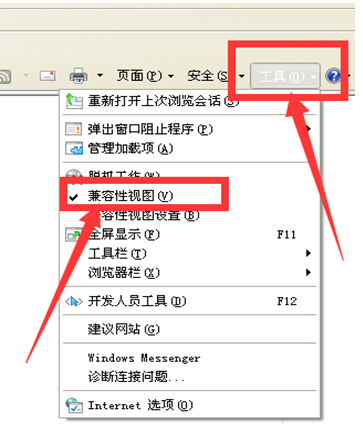 页面(P) 安全(S) 工具(O)
重新打开上次浏览会话(S)
弹出窗口阻止程序(P)
管理加载项(A)
脱机工作(W)
兼容性视图(V)
兼容性视图设置(B)
全屏显示(F) F11
工具栏(T)
浏览器栏(X)
开发人员工具(D) F12
建议网站(G)
Windows Messenger
诊断连接问题...
Internet 选项(O)